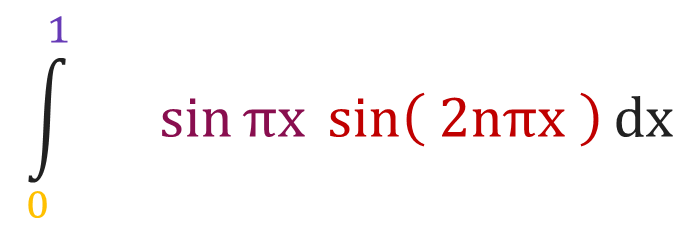 1
∫ sin πx sin( 2nπx ) dx
0